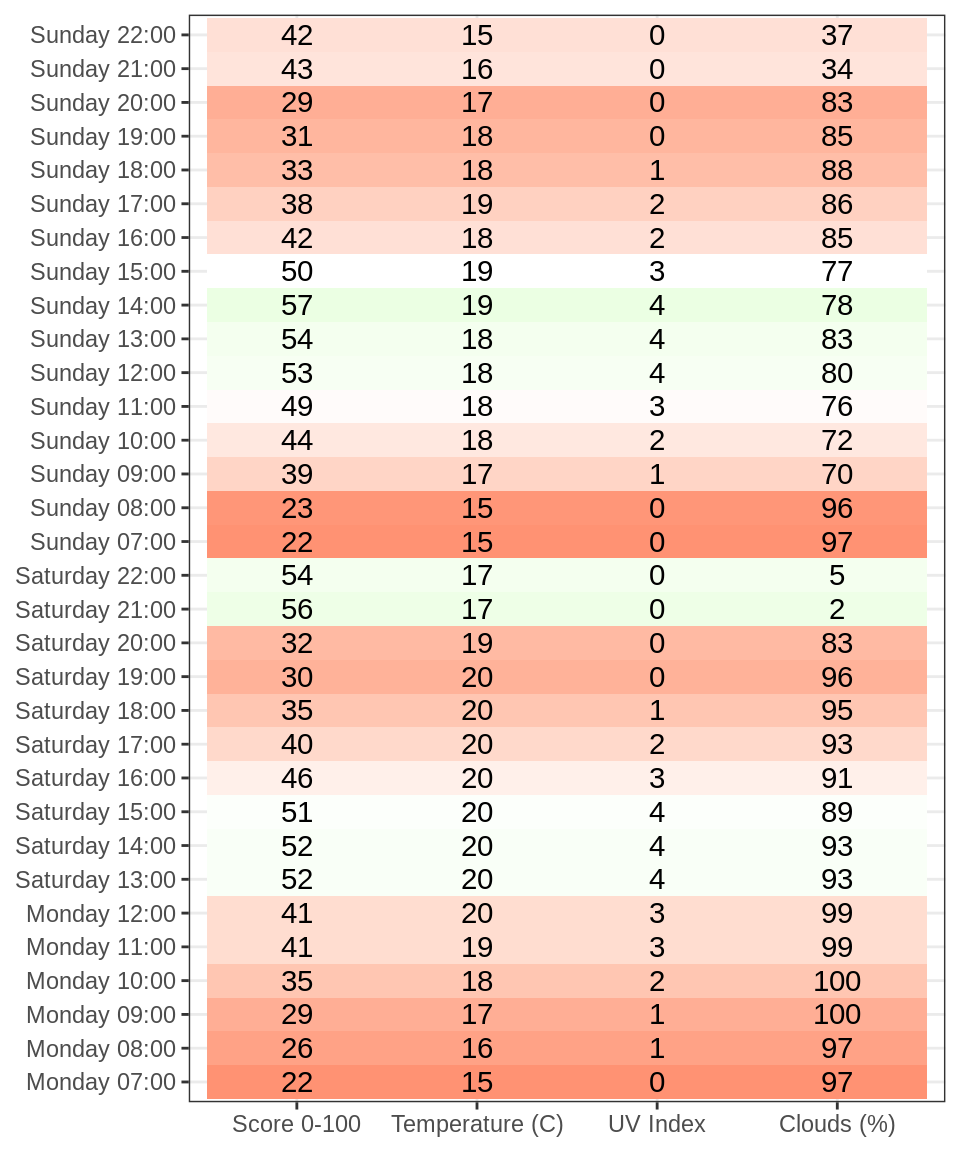 Sunday 22:00 42 15 0 37
Sunday 21:00 43 16 0 34
Sunday 20:00 29 17 0 83
Sunday 19:00 31 18 0 85
Sunday 18:00 33 18 1 88
Sunday 17:00 38 19 2 86
Sunday 16:00 42 18 2 85
Sunday 15:00 50 19 3 77
Sunday 14:00 57 19 4 78
Sunday 13:00 54 18 4 83
Sunday 12:00 53 18 4 80
Sunday 11:00 49 18 3 76
Sunday 10:00 44 18 2 72
Sunday 09:00 39 17 1 70
Sunday 08:00 23 15 0 96
Sunday 07:00 22 15 0 97
Saturday 22:00 54 17 0 5
Saturday 21:00 56 17 0 2
Saturday 20:00 32 19 0 83
Saturday 19:00 30 20 0 96
Saturday 18:00 35 20 1 95
Saturday 17:00 40 20 2 93
Saturday 16:00 46 20 3 91
Saturday 15:00 51 20 4 89
Saturday 14:00 52 20 4 93
Saturday 13:00 52 20 4 93
Monday 12:00 41 20 3 99
Monday 11:00 41 19 3 99
Monday 10:00 35 18 2 100
Monday 09:00 29 17 1 100
Monday 08:00 26 16 1 97
Monday 07:00 22 15 0 97
Score 0-100 Temperature (C) UV Index Clouds (%)